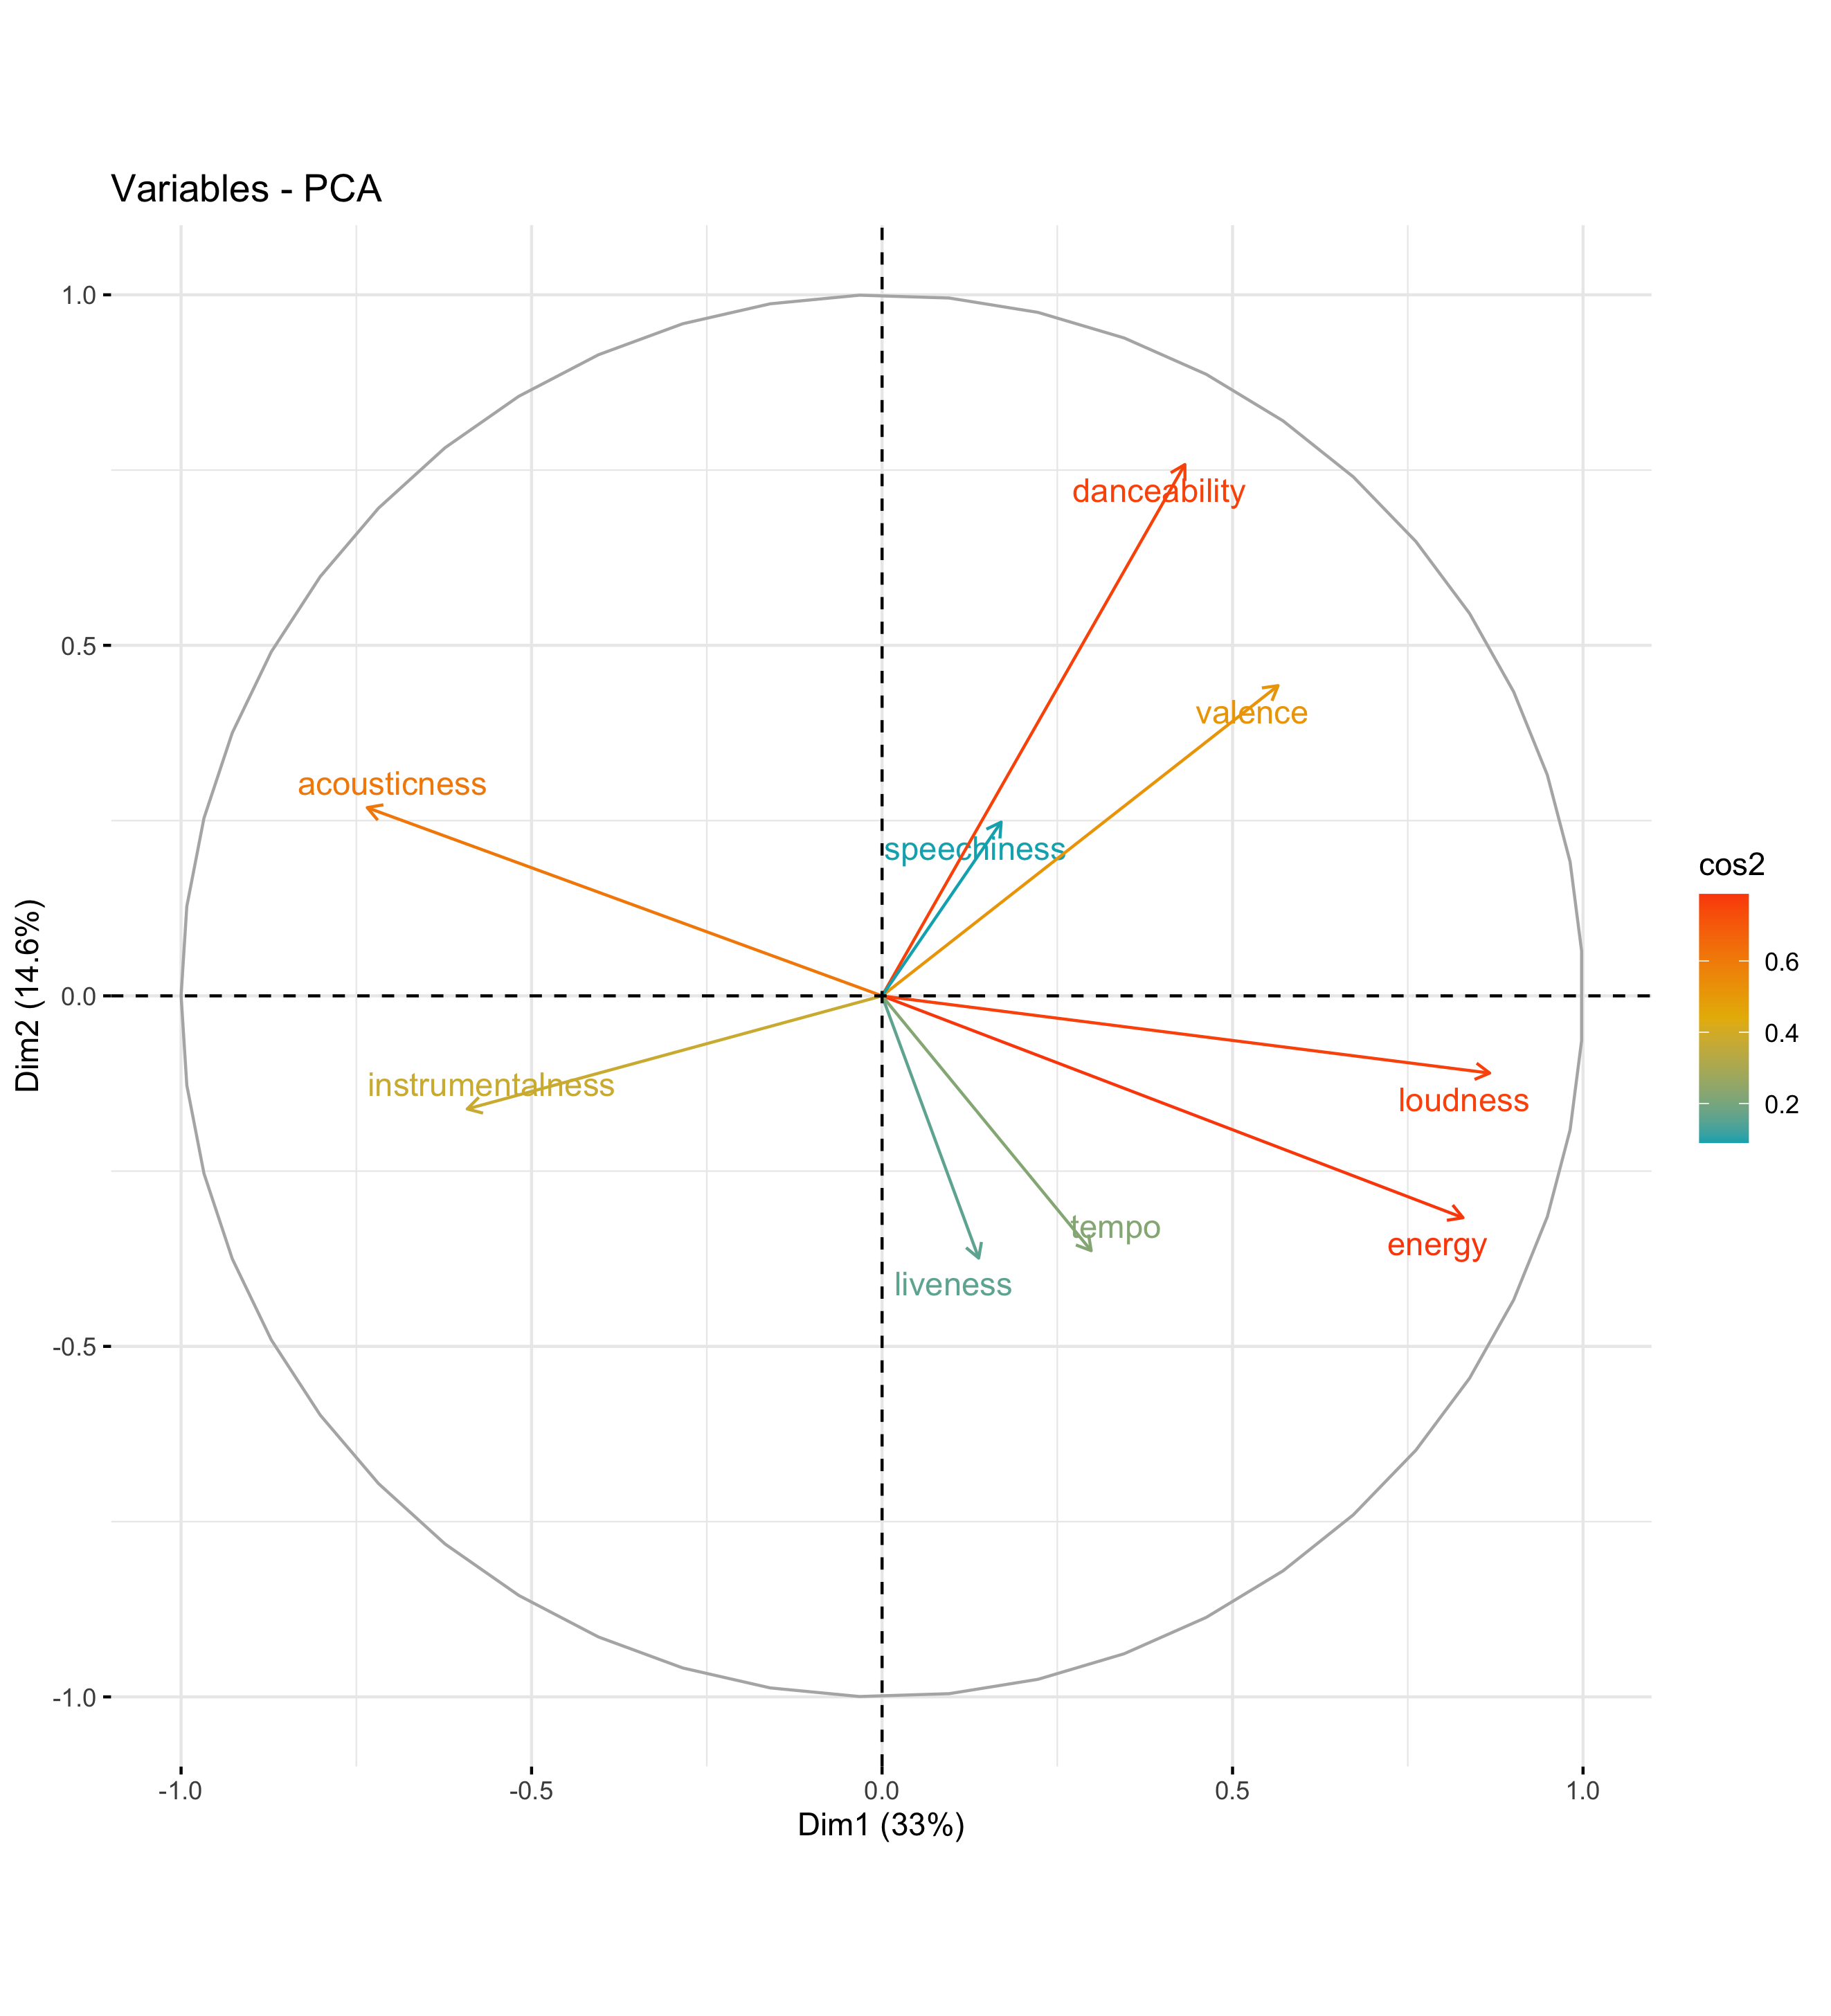 Variables - PCA
1.0
0.5
0.0
-0.5
-1.0
Dim2 (14.6%)
danceability
valence
speechiness
acousticness
instrumentalness
loudness
tempo
energy
liveness
cos2
0.6
0.4
0.2
-1.0
-0.5
0.0
0.5
1.0
Dim1 (33%)